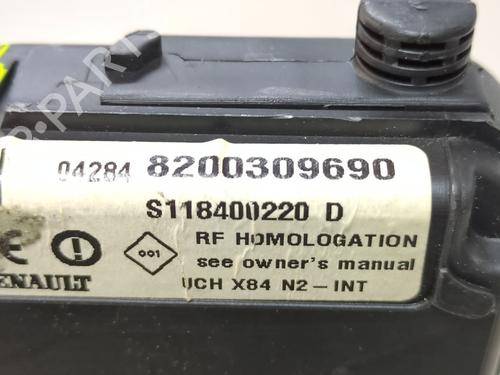 04284 8200309690
S118400220 D
RF HOMOLOGATION
001
see owner's manual
RENAULT
UCH X84 N2-INT